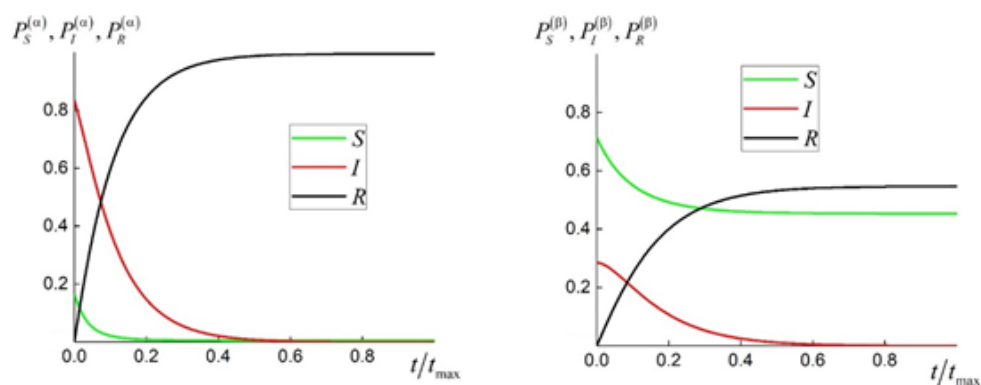 P_S^(α), P_I^(α), P_R^(α)
0.8
0.6
0.4
0.2
0.0 0.2 0.4 0.6 0.8
t/t_max
S
I
R
P_S^(β), P_I^(β), P_R^(β)
0.8
0.6
0.4
0.2
0.0 0.2 0.4 0.6 0.8
t/t_max
S
I
R